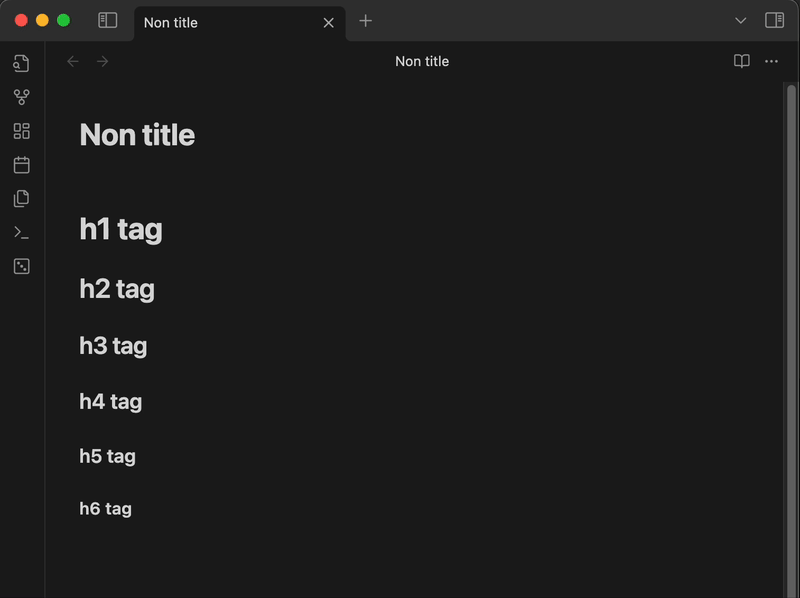 Non title
Non title
Non title
h1 tag
h2 tag
h3 tag
h4 tag
h5 tag
h6 tag